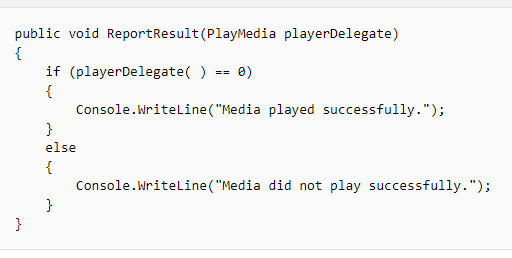 public void ReportResult(PlayMedia playerDelegate)
{
    if (playerDelegate( ) == 0)
    {
        Console.WriteLine("Media played successfully.");
    }
    else
    {
        Console.WriteLine("Media did not play successfully.");
    }
}